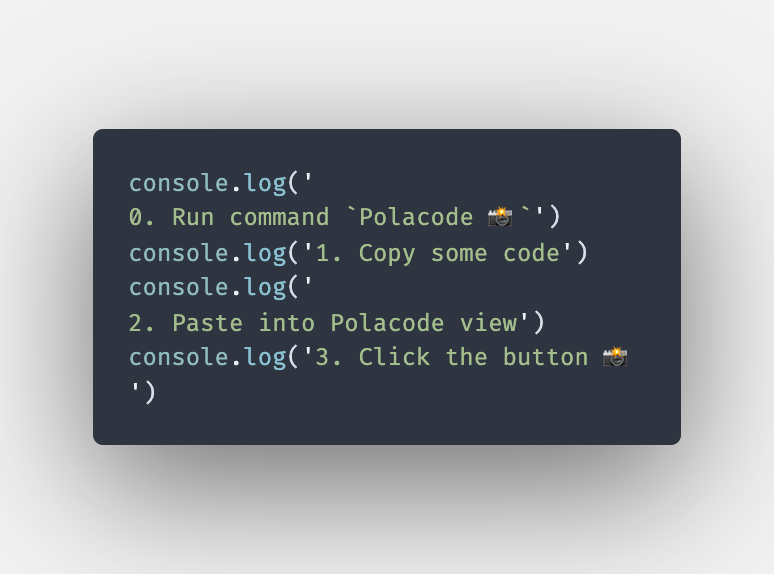 console.log('
0. Run command `Polacode 📸`')
console.log('1. Copy some code')
console.log('
2. Paste into Polacode view')
console.log('3. Click the button 📸
')